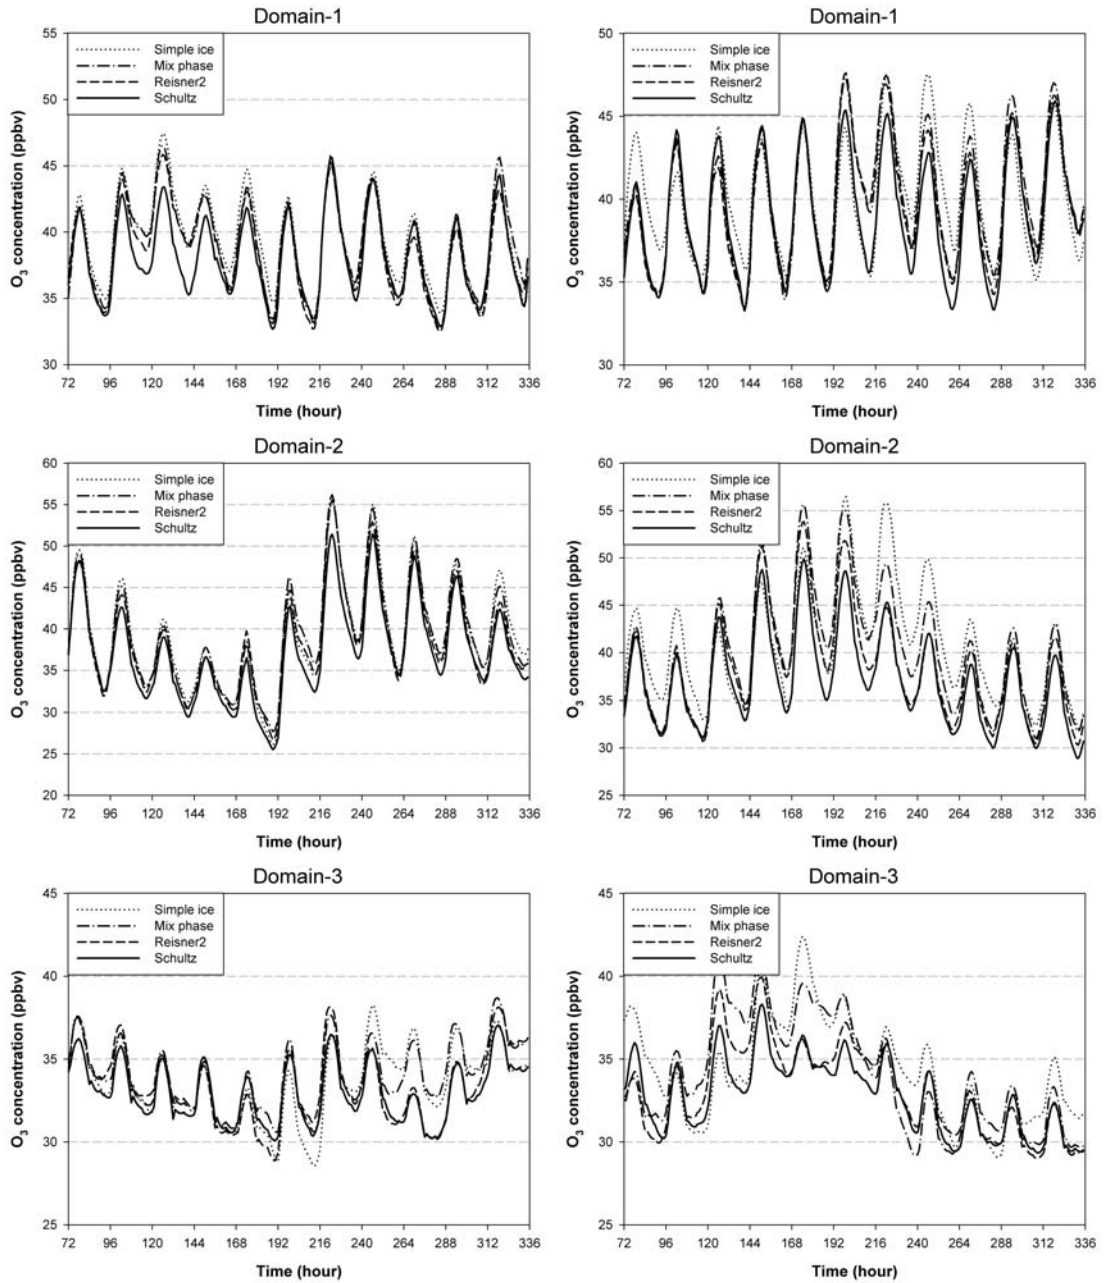 Domain-1
55
50
45
40
35
30
O3 concentration (ppbv)
Simple ice
Mix phase
Reisner2
Schultz
72 96 120 144 168 192 216 240 264 288 312 336
Time (hour)
Domain-1
50
45
40
35
30
O3 concentration (ppbv)
Simple ice
Mix phase
Reisner2
Schultz
72 96 120 144 168 192 216 240 264 288 312 336
Time (hour)
Domain-2
60
55
50
45
40
35
30
25
20
O3 concentration (ppbv)
Simple ice
Mix phase
Reisner2
Schultz
72 96 120 144 168 192 216 240 264 288 312 336
Time (hour)
Domain-2
60
55
50
45
40
35
30
25
O3 concentration (ppbv)
Simple ice
Mix phase
Reisner2
Schultz
72 96 120 144 168 192 216 240 264 288 312 336
Time (hour)
Domain-3
45
40
35
30
25
O3 concentration (ppbv)
Simple ice
Mix phase
Reisner2
Schultz
72 96 120 144 168 192 216 240 264 288 312 336
Time (hour)
Domain-3
45
40
35
30
25
O3 concentration (ppbv)
Simple ice
Mix phase
Reisner2
Schultz
72 96 120 144 168 192 216 240 264 288 312 336
Time (hour)